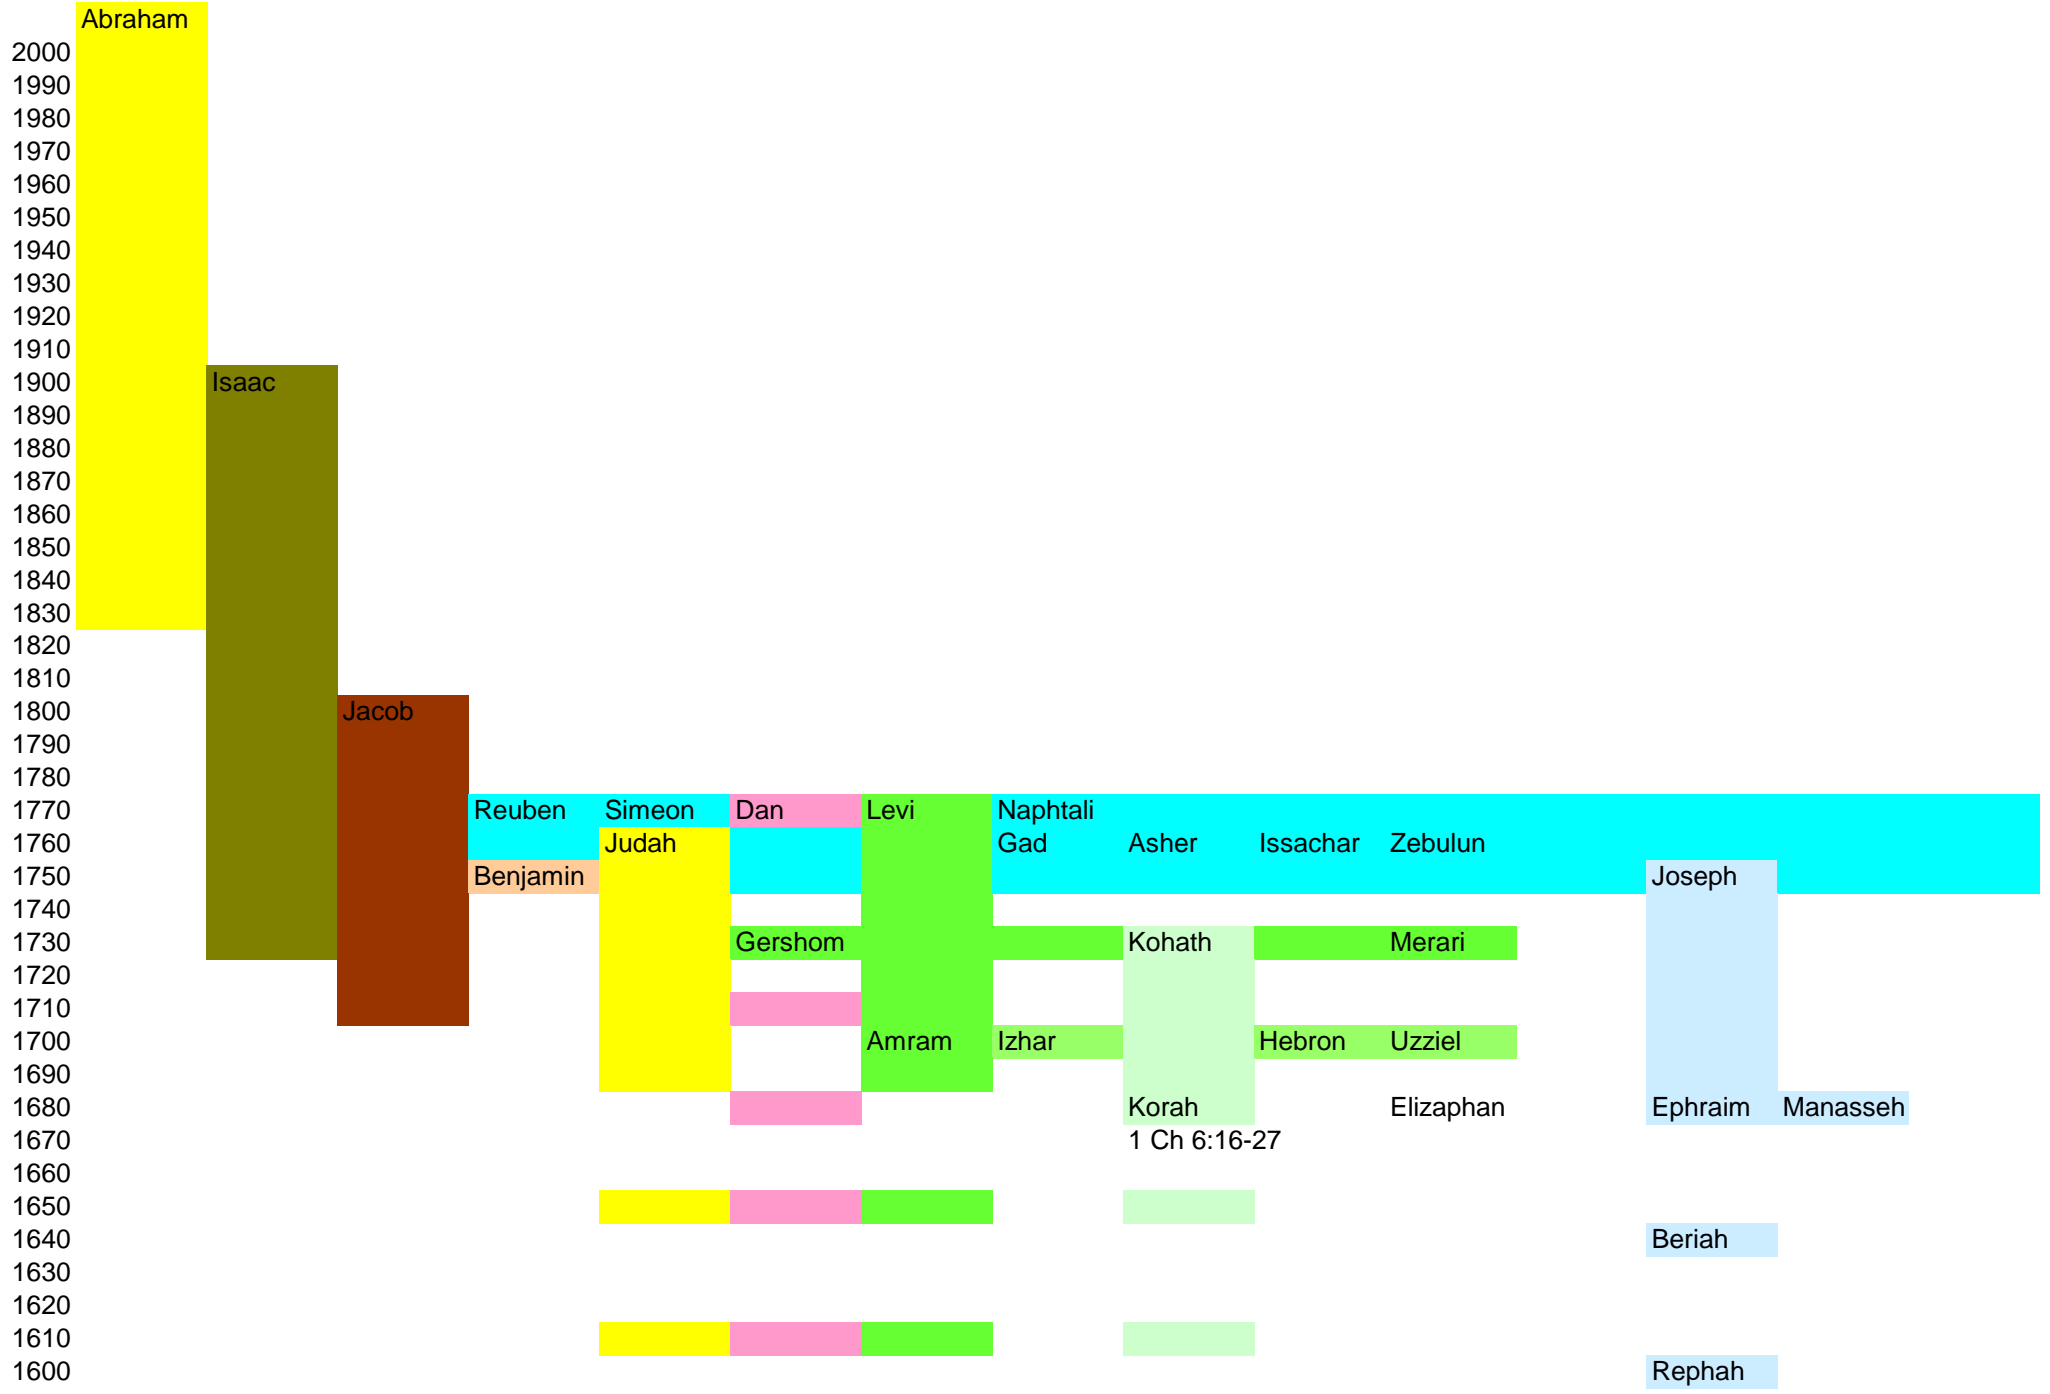 Abraham
2000
1990
1980
1970
1960
1950
1940
1930
1920
1910
1900 Isaac
1890
1880
1870
1860
1850
1840
1830
1820
1810
1800 Jacob
1790
1780
1770 Reuben Simeon Dan Levi Naphtali
1760 Judah Gad Asher Issachar Zebulun
1750 Benjamin Joseph
1740
1730 Gershom Kohath Merari
1720
1710
1700 Amram Izhar Hebron Uzziel
1690
1680 Korah Elizaphan Ephraim Manasseh
1670 1 Ch 6:16-27
1660
1650
1640 Beriah
1630
1620
1610
1600 Rephah